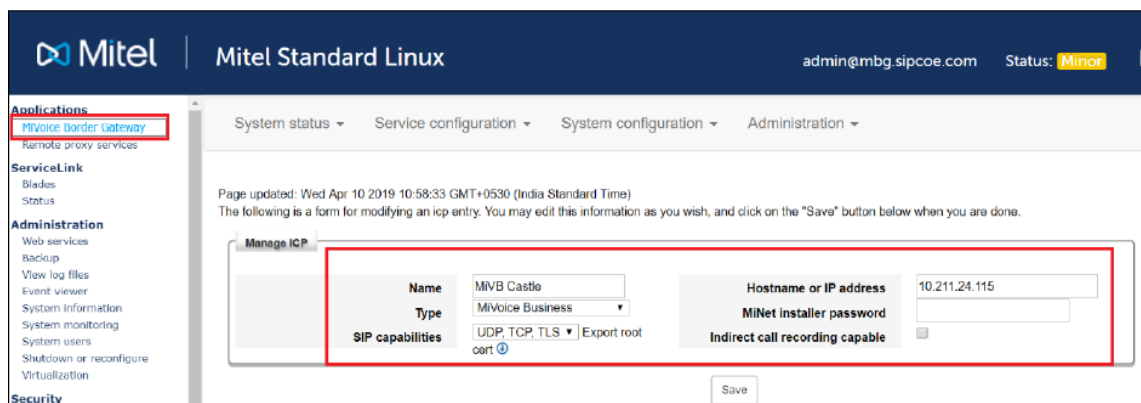 Mitel
Mitel Standard Linux
admin@mbg.sipcoe.com
Status: Minor
Applications
MiVoice Border Gateway
Remote proxy services
ServiceLink
Blades
Status
Administration
Web services
Backup
View log files
Event viewer
System information
System monitoring
System users
Shutdown or reconfigure
Virtualization
Security
System status
Service configuration
System configuration
Administration
Page updated: Wed Apr 10 2019 10:58:33 GMT+0530 (India Standard Time)
The following is a form for modifying an icp entry. You may edit this information as you wish, and click on the "Save" button below when you are done.
Manage ICP
Name MiVB Castle
Hostname or IP address 10.211.24.115
Type MiVoice Business
MiNet installer password
SIP capabilities UDP, TCP, TLS Export root
cert
Indirect call recording capable
Save